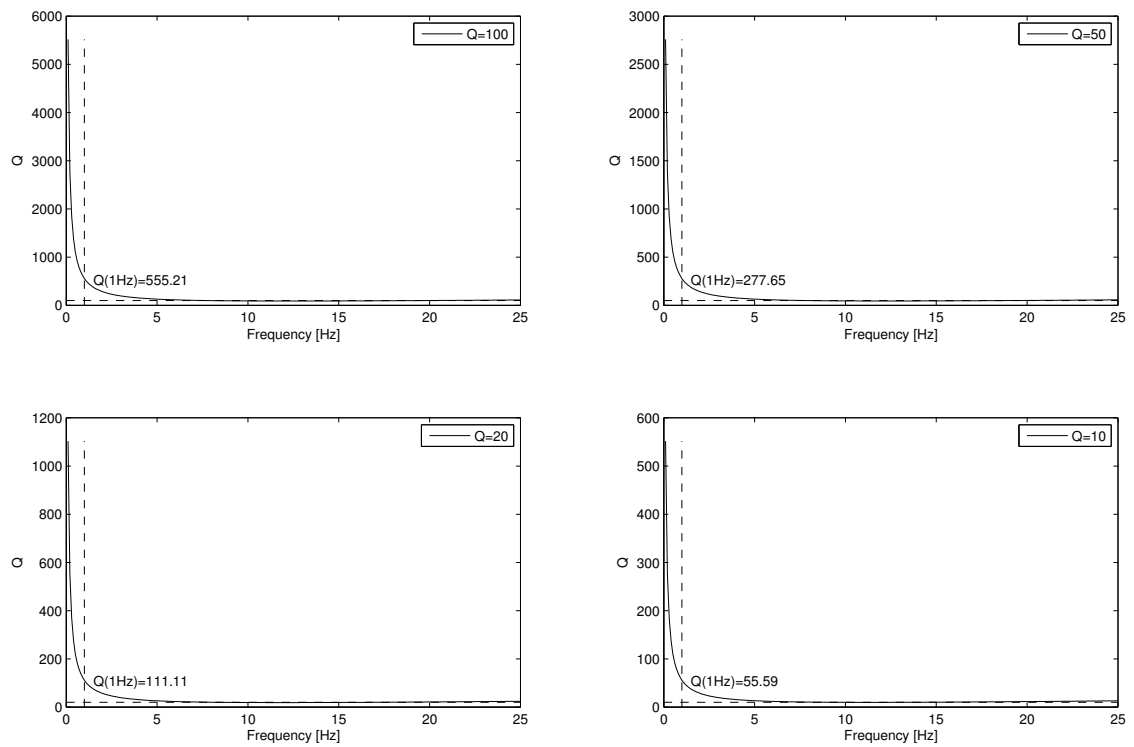 6000
5000
4000
3000
2000
1000
0
Q
Q=100
Q(1Hz)=555.21
0 5 10 15 20 25
Frequency [Hz]
3000
2500
2000
1500
1000
500
0
Q
Q=50
Q(1Hz)=277.65
0 5 10 15 20 25
Frequency [Hz]
1200
1000
800
600
400
200
0
Q
Q=20
Q(1Hz)=111.11
0 5 10 15 20 25
Frequency [Hz]
600
500
400
300
200
100
0
Q
Q=10
Q(1Hz)=55.59
0 5 10 15 20 25
Frequency [Hz]